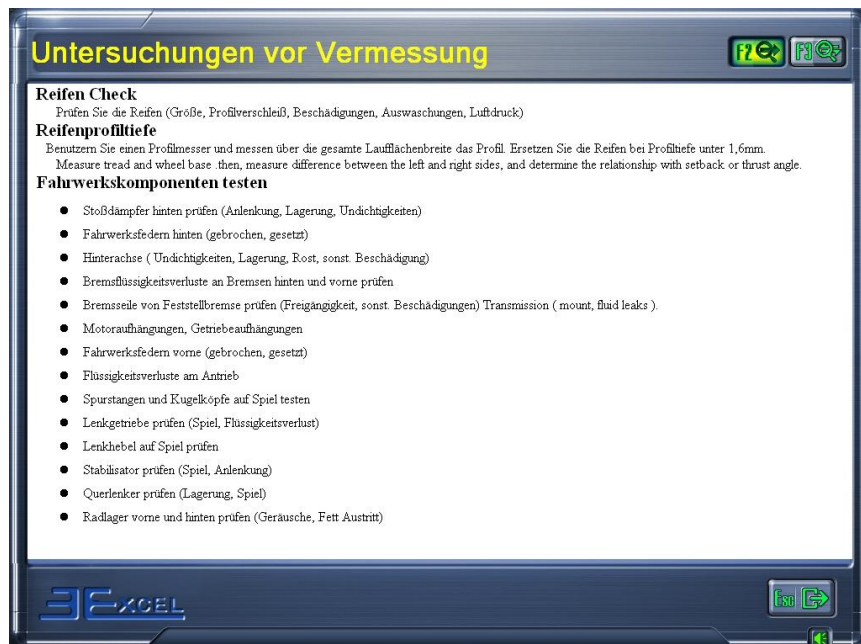 Untersuchungen vor Vermessung
F2
F3
Reifen Check
Prüfen Sie die Reifen (Größe, Profilverschleiß, Beschädigungen, Auswaschungen, Luftdruck)
Reifenprofiltiefe
Benutzern Sie einen Profilmesser und messen über die gesamte Laufflächenbreite das Profil. Ersetzen Sie die Reifen bei Profiltiefe unter 1,6mm.
Measure tread and wheel base .then, measure difference between the left and right sides, and determine the relationship with setback or thrust angle.
Fahrwerkskomponenten testen
● Stoßdämpfer hinten prüfen (Anlenkung, Lagerung, Undichtigkeiten)
● Fahrwerksfedern hinten (gebrochen, gesetzt)
● Hinterachse ( Undichtigkeiten, Lagerung, Rost, sonst. Beschädigung)
● Bremsflüssigkeitsverluste an Bremsen hinten und vorne prüfen
● Bremsseile von Feststellbremse prüfen (Freigängigkeit, sonst. Beschädigungen) Transmission ( mount, fluid leaks ).
● Motoraufhängungen, Getriebeaufhängungen
● Fahrwerksfedern vorne (gebrochen, gesetzt)
● Flüssigkeitsverluste am Antrieb
● Spurstangen und Kugelköpfe auf Spiel testen
● Lenkgetriebe prüfen (Spiel, Flüssigkeitsverlust)
● Lenkhebel auf Spiel prüfen
● Stabilisator prüfen (Spiel, Anlenkung)
● Querlenker prüfen (Lagerung, Spiel)
● Radlager vorne und hinten prüfen (Geräusche, Fett Austritt)
EXCEL
Esc